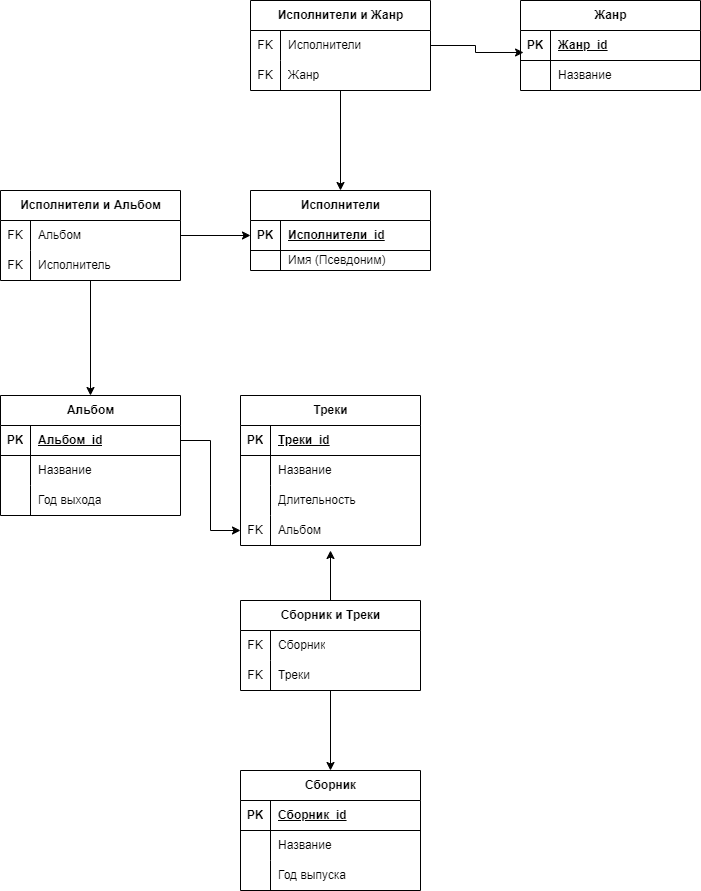 Исполнители и Жанр
FK Исполнители
FK Жанр
Жанр
PK Жанр_id
Название
Исполнители и Альбом
FK Альбом
FK Исполнитель
Исполнители
PK Исполнители_id
Имя (Псевдоним)
Альбом
PK Альбом_id
Название
Год выхода
Треки
PK Треки_id
Название
Длительность
FK Альбом
Сборник и Треки
FK Сборник
FK Треки
Сборник
PK Сборник_id
Название
Год выпуска